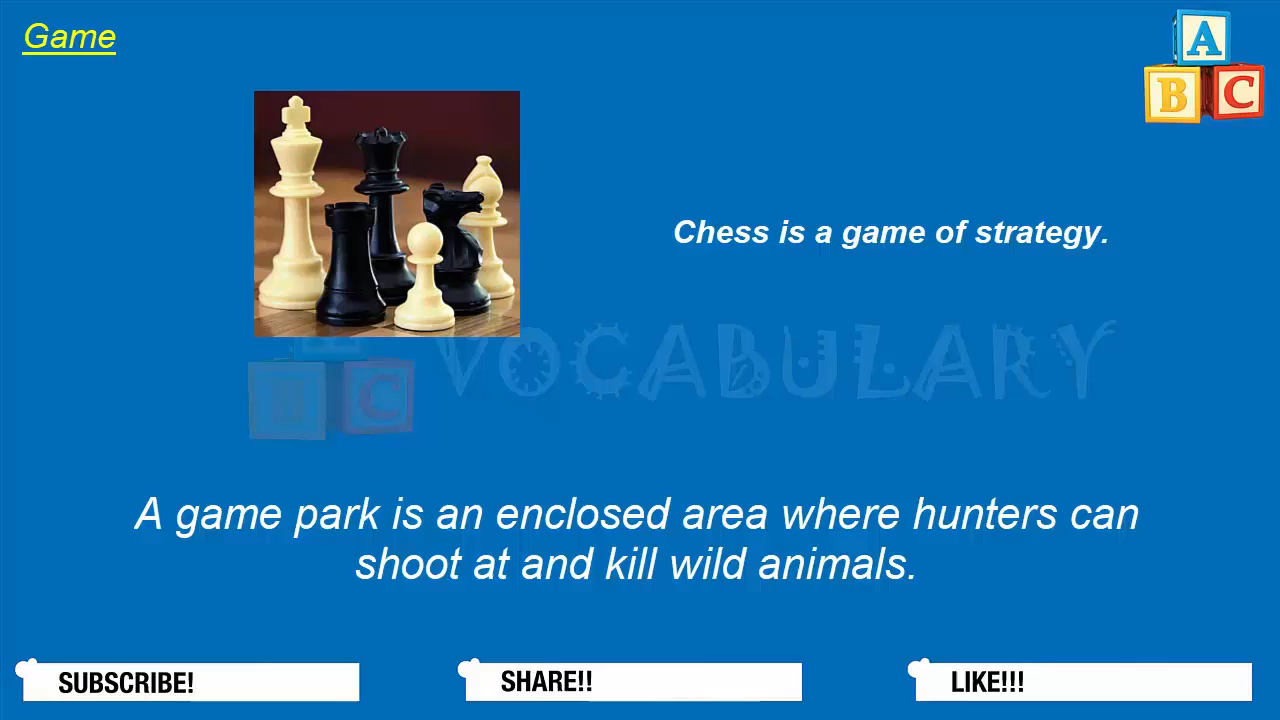 Game
A
B C
Chess is a game of strategy.
VOCABULARY
C
A game park is an enclosed area where hunters can
shoot at and kill wild animals.
SUBSCRIBE!
SHARE!!
LIKE!!!